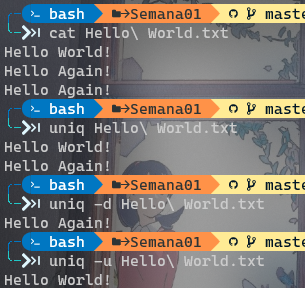 bash Semana01 maste
cat Hello\ World.txt
Hello World!
Hello Again!
Hello Again!
bash Semana01 maste
uniq Hello\ World.txt
Hello World!
Hello Again!
bash Semana01 maste
uniq -d Hello\ World.txt
Hello Again!
bash Semana01 maste
uniq -u Hello\ World.txt
Hello World!